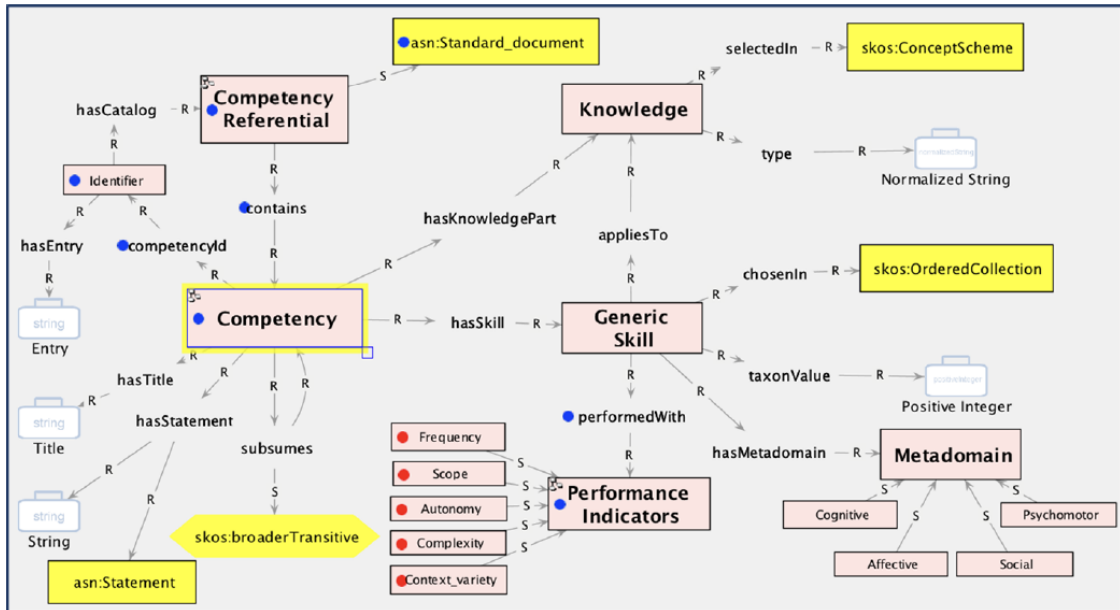 asn:Standard_document
selectedIn
R
skos:ConceptScheme
S
R
Competency
Referential
hasCatalog
R
Knowledge
R
R
type
R
normalizedString
Normalized String
Identifier
R
R
R
R
contains
hasKnowledgePart
R
hasEntry
competencyId
appliesTo
R
R
R
R
R
R
chosenIn
R
skos:OrderedCollection
string
Entry
Competency
R
hasSkill
R
Generic
Skill
R
R
taxonValue
R
positiveInteger
Positive Integer
hasTitle
R
R
R
R
R
R
R
string
Title
hasStatement
subsumes
performedWith
R
R
S
R
hasMetadomain
R
Metadomain
Frequency
S
Scope
S
Autonomy
S
Complexity
S
Context_variety
S
Performance
Indicators
S
S
S
S
Cognitive
Psychomotor
Affective
Social
string
String
skos:broaderTransitive
asn:Statement